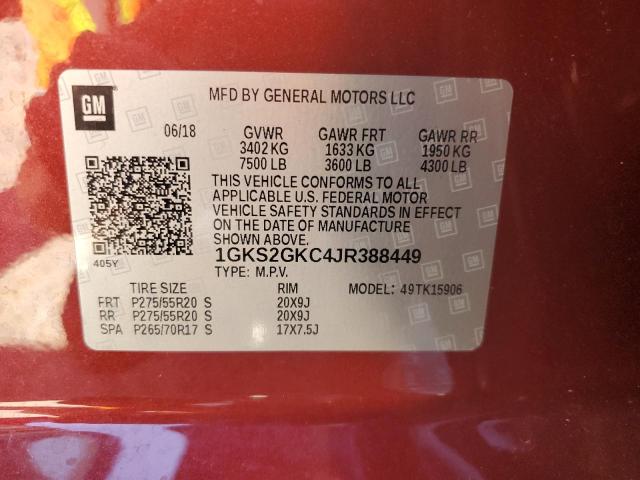 GM
MFD BY GENERAL MOTORS LLC
06/18 GVWR GAWR FRT GAWR RR
3402 KG 1633 KG 1950 KG
7500 LB 3600 LB 4300 LB
THIS VEHICLE CONFORMS TO ALL
APPLICABLE U.S. FEDERAL MOTOR
VEHICLE SAFETY STANDARDS IN EFFECT
ON THE DATE OF MANUFACTURE
SHOWN ABOVE.
405Y
1GKS2GKC4JR388449
TYPE: M.P.V.
TIRE SIZE RIM MODEL: 49TK15906
FRT P275/55R20 S 20X9J
RR P275/55R20 S 20X9J
SPA P265/70R17 S 17X7.5J